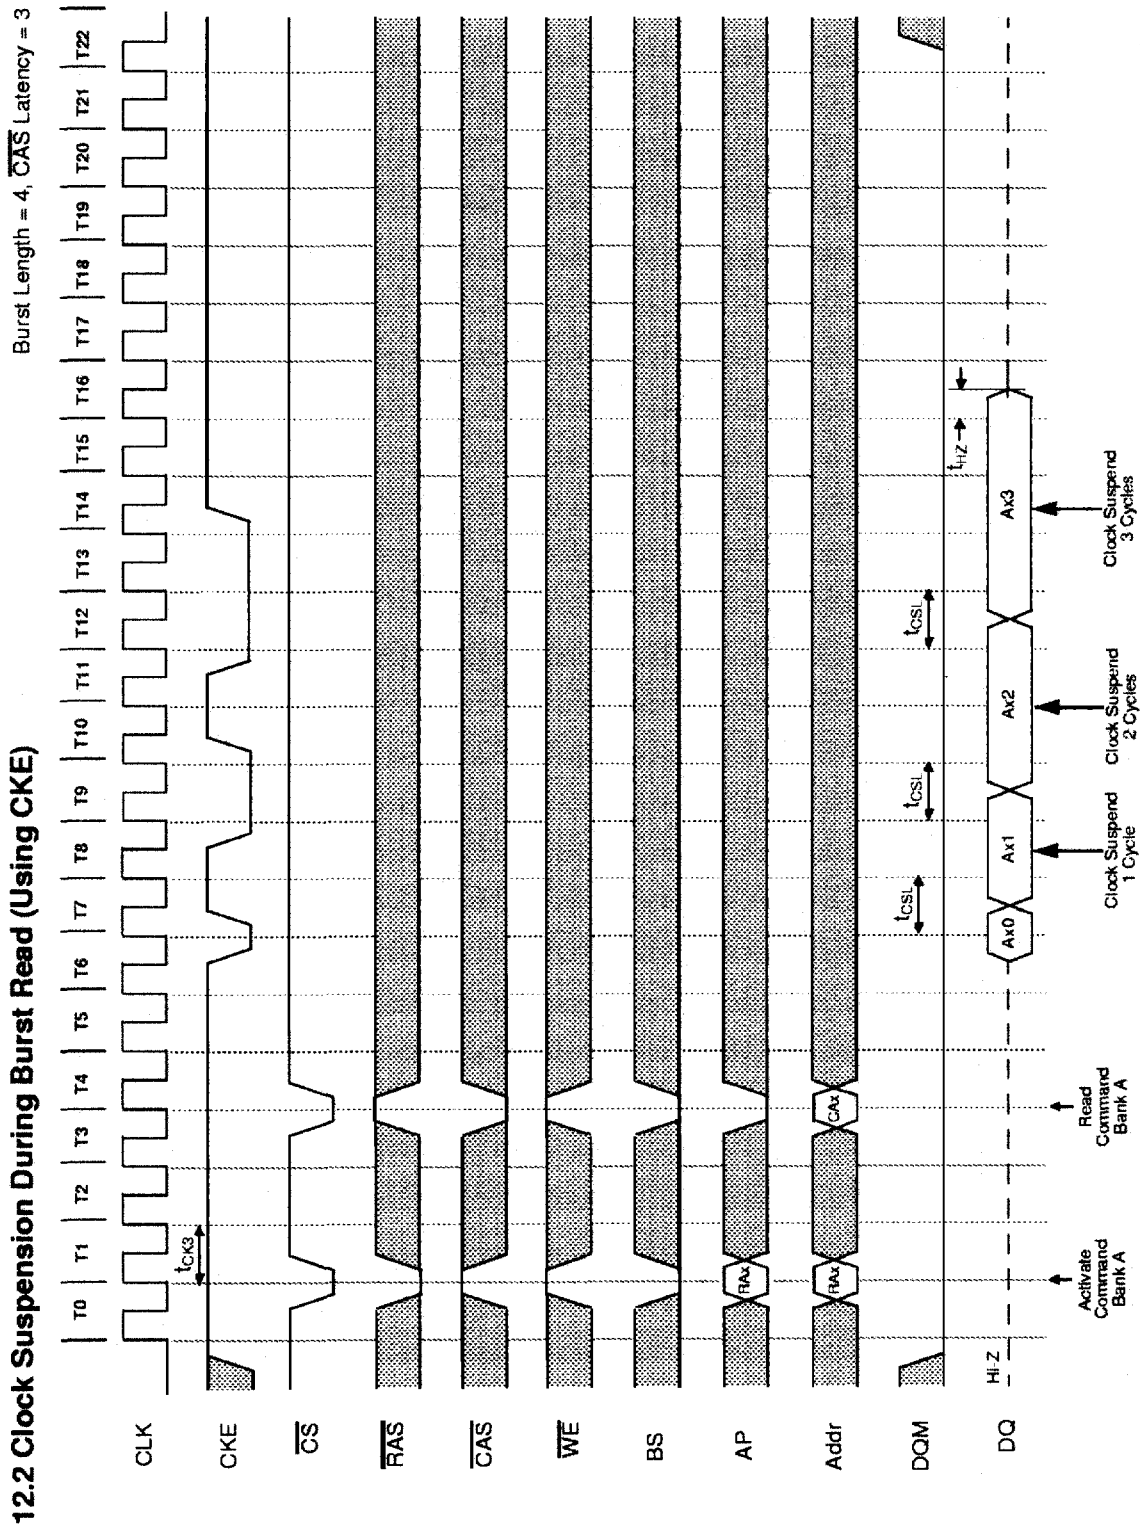 12.2 Clock Suspension During Burst Read (Using CKE)
Burst Length = 4, CAS Latency = 3
T0 T1 T2 T3 T4 T5 T6 T7 T8 T9 T10 T11 T12 T13 T14 T15 T16 T17 T18 T19 T20 T21 T22
CLK
tCK3
CKE
CS
RAS
CAS
WE
BS
AP
RAx
Addr
RAx CAx
DQM
tCSL tCSL tCSL
tHZ
DQ
Hi-Z
Ax0 Ax1 Ax2 Ax3
Activate
Command
Bank A
Read
Command
Bank A
Clock Suspend
1 Cycle
Clock Suspend
2 Cycles
Clock Suspend
3 Cycles